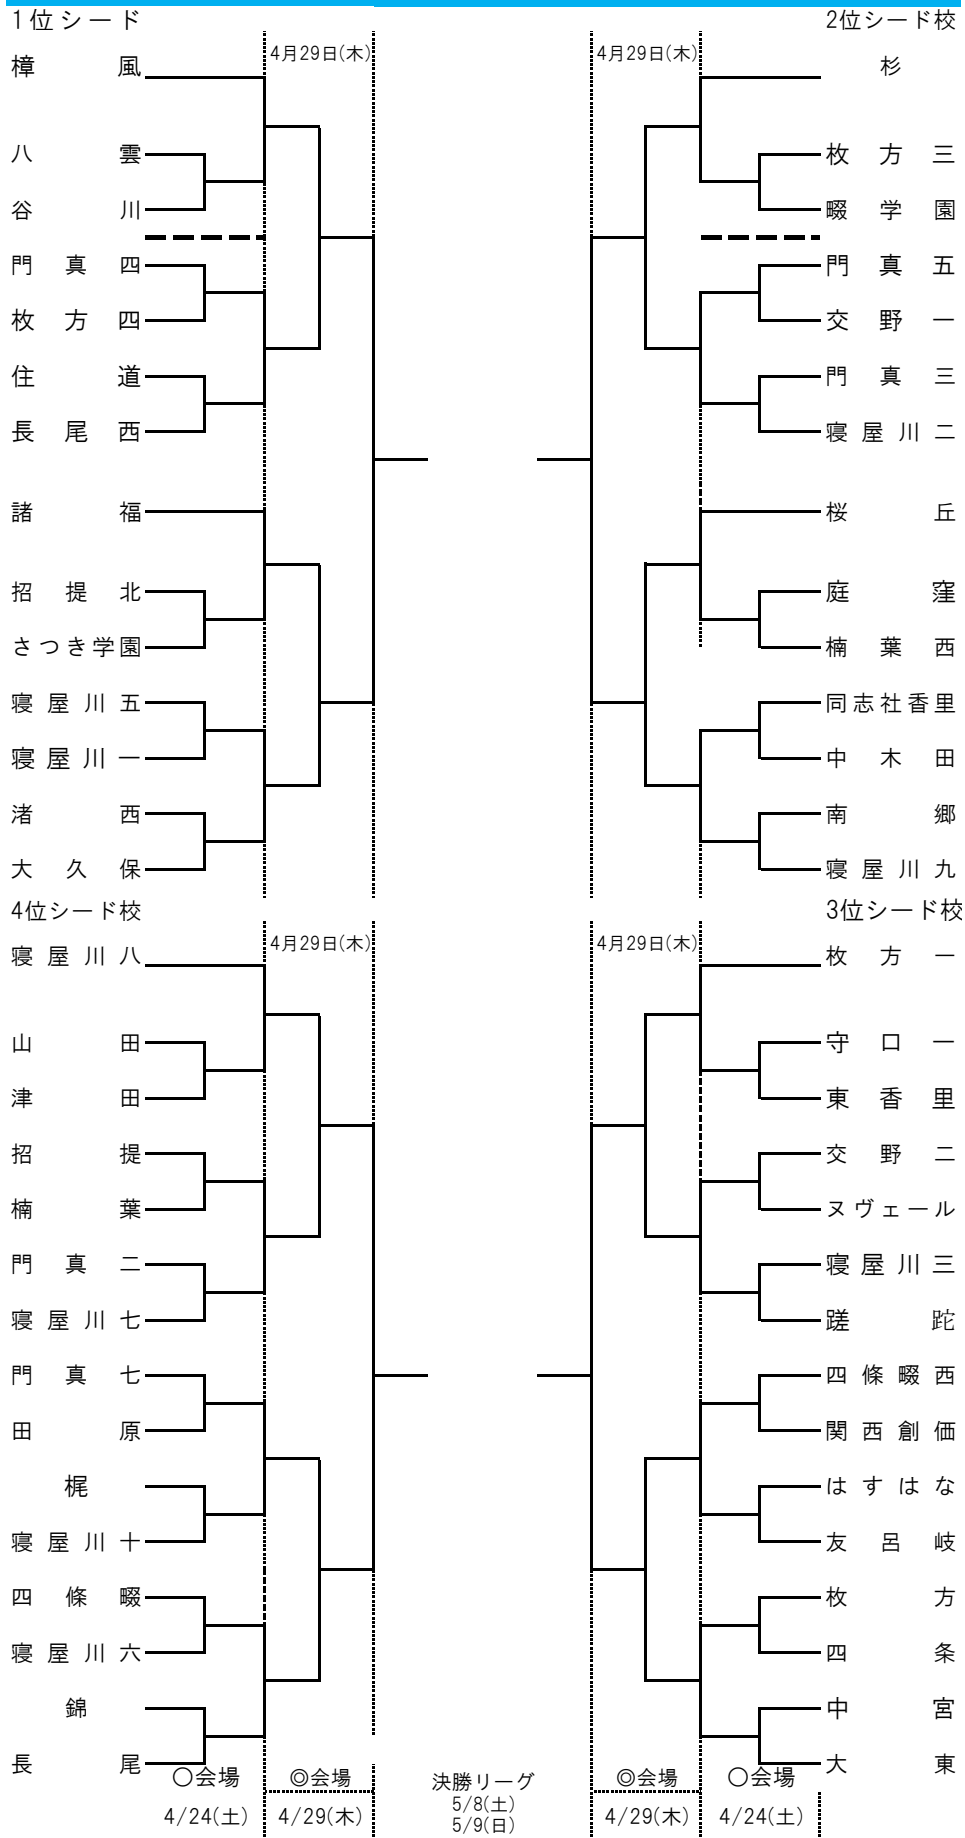 1位シード
4月29日(木)
樟風
八雲
谷川
門真四
枚方四
住道
長尾西
諸福
招提北
さつき学園
寝屋川五
寝屋川一
渚西
大久保
2位シード校
4月29日(木)
杉
枚方三
畷学園
門真五
交野一
門真三
寝屋川二
桜丘
庭窪
楠葉西
同志社香里
中木田
南郷
寝屋川九
4位シード校
4月29日(木)
寝屋川八
山田
津田
招提
楠葉
門真二
寝屋川七
門真七
田原
梶
寝屋川十
四條畷
寝屋川六
錦
長尾
3位シード校
4月29日(木)
枚方一
守口一
東香里
交野二
ヌヴェール
寝屋川三
蹉跎
四條畷西
関西創価
はすはな
友呂岐
枚方
四条
中宮
大東
〇会場
◎会場
決勝リーグ
◎会場
〇会場
4/24(土)
4/29(木)
5/8(土)
5/9(日)
4/29(木)
4/24(土)